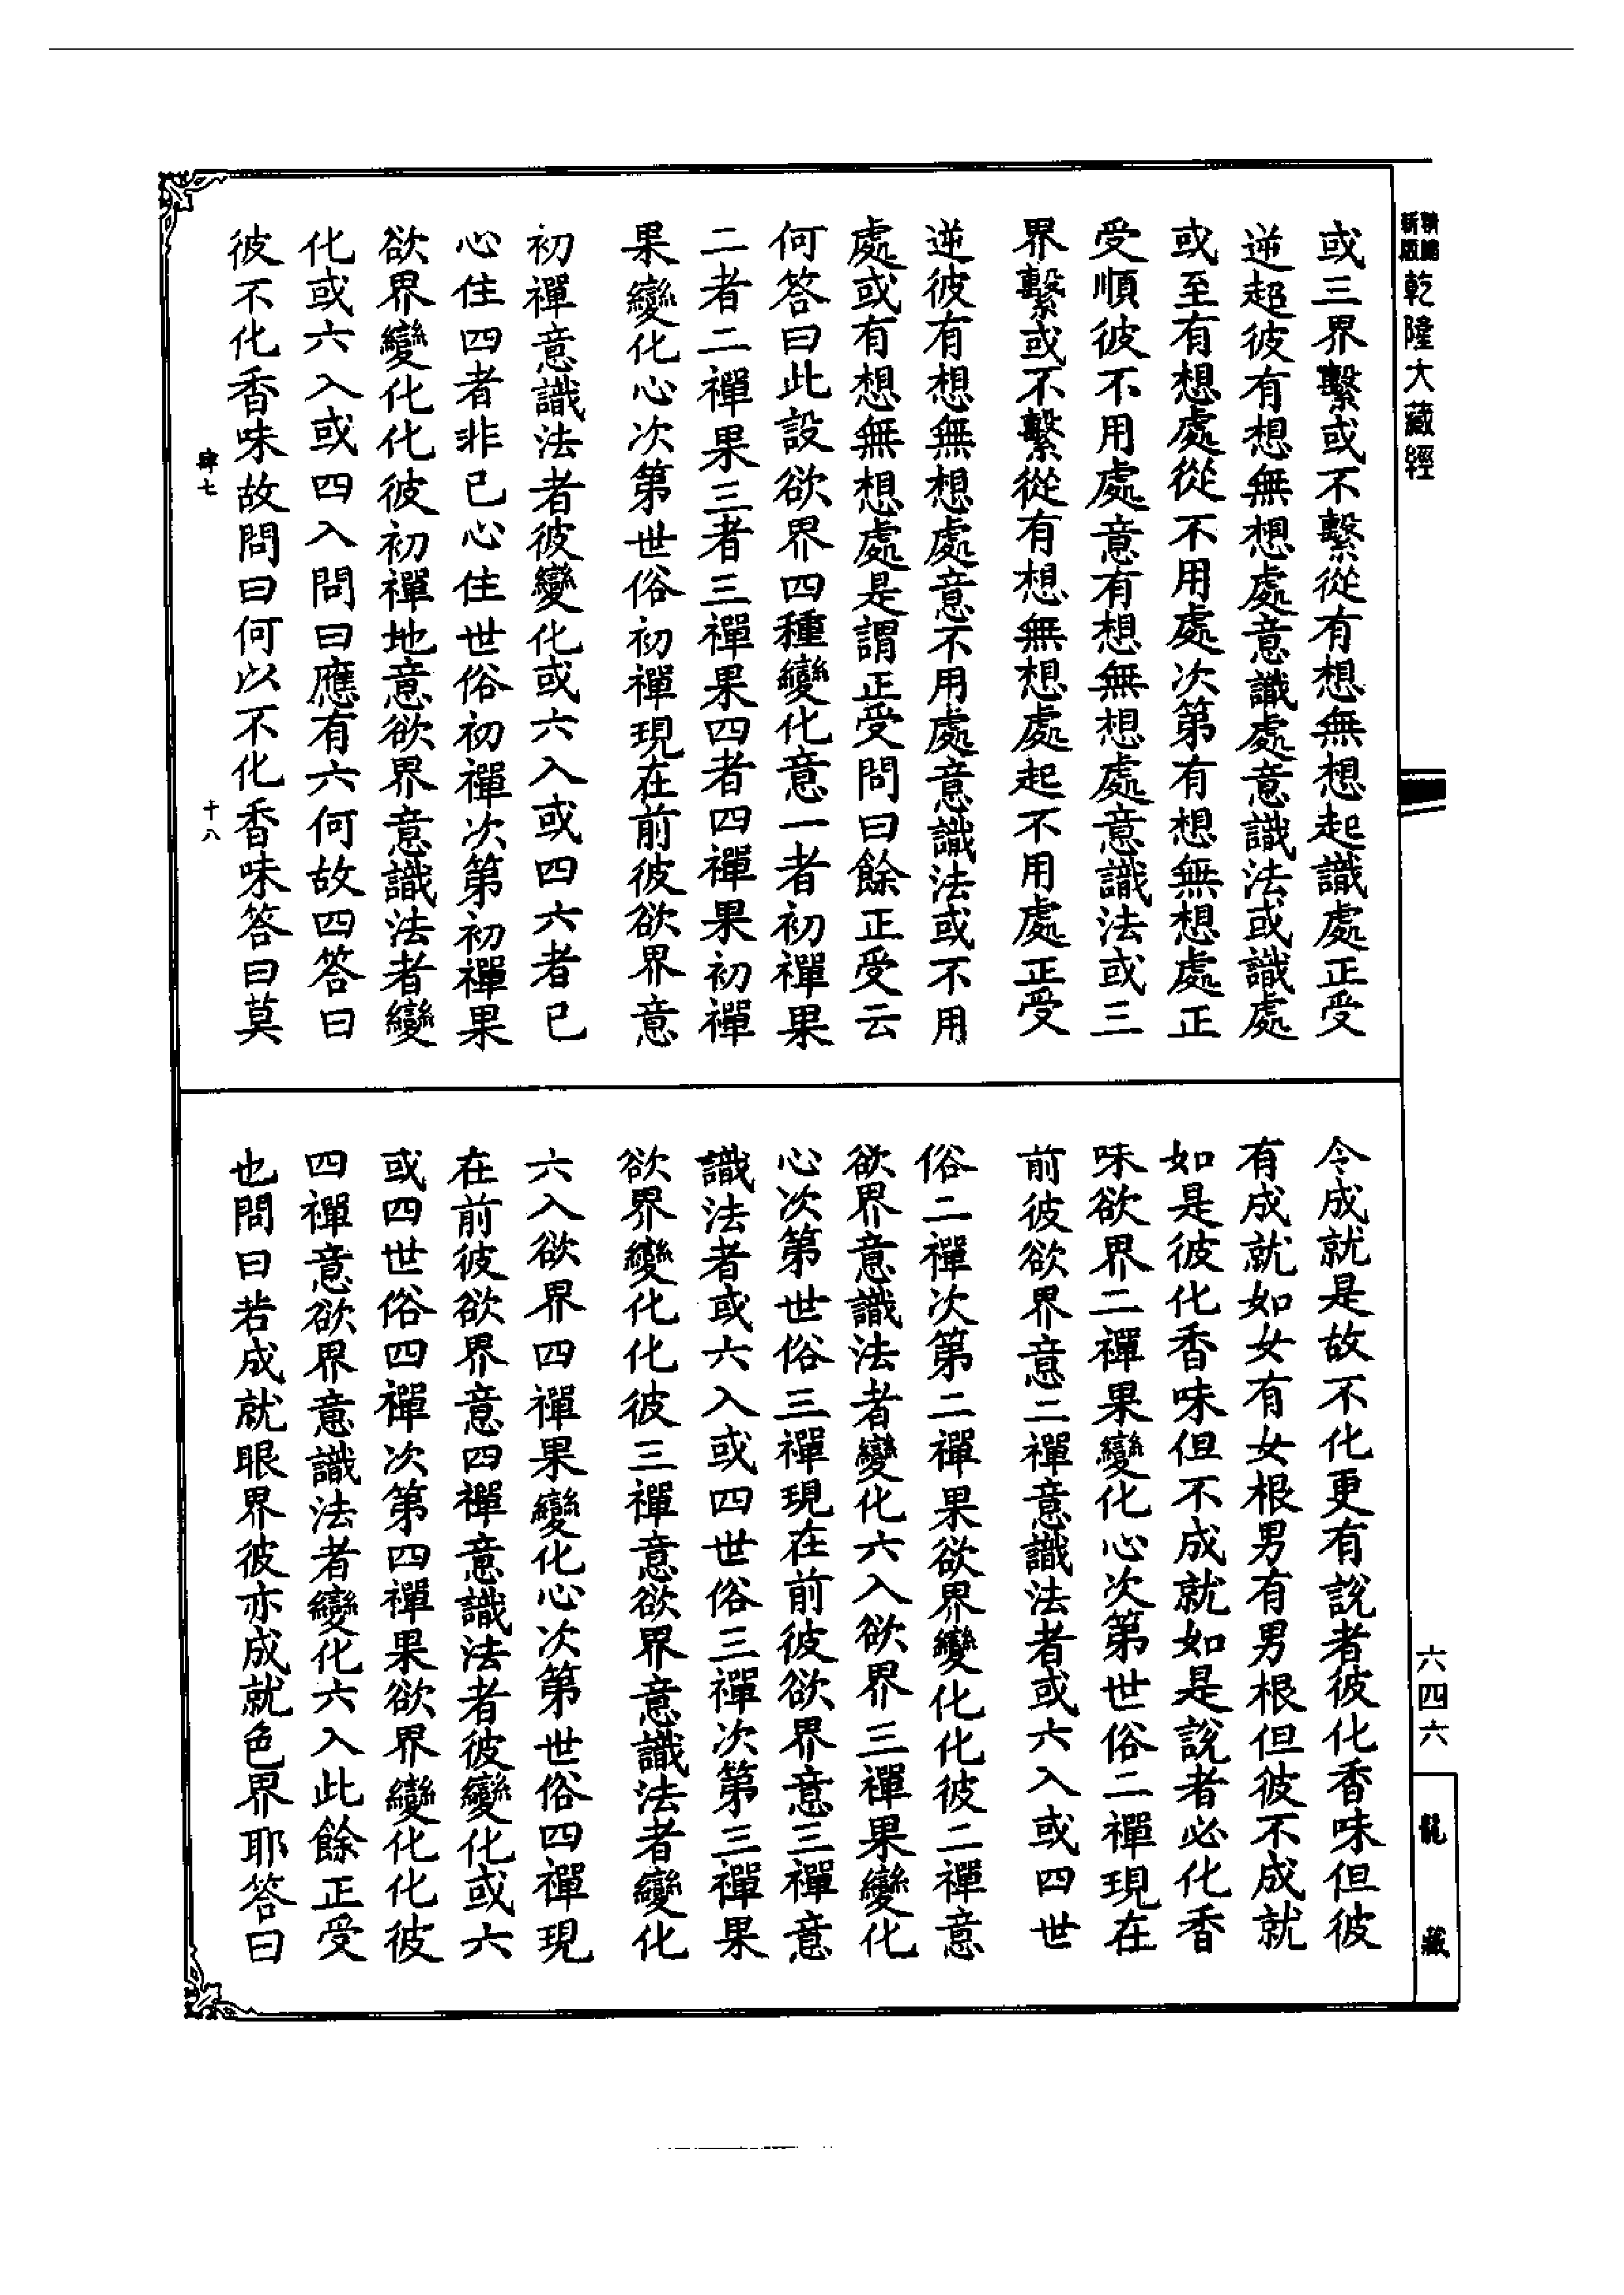 新版
精縮
乾隆大藏經
或三界繫或不繫從有想無想起識處正受
逆超彼有想無想處意識處意識法或識處
或至有想處從不用處次第有想無想處正
受順彼不用處意有想無想處意識法或三
界繫或不繫從有想無想處起不用處正受
逆彼有想無想處意不用處意識法或不用
處或有想無想處是謂正受問曰餘正受云
何答曰此設欲界四種變化意一者初禪果
二者二禪果三者三禪果四者四禪果初禪
果變化心次第世俗初禪現在前彼欲界意
初禪意識法者彼變化或六入或四六者已
心住四者非已心住世俗初禪次第初禪果
欲界變化化彼初禪地意欲界意識法者變
化或六入或四入問曰應有六何故四答曰
彼不化香味故問曰何以不化香味答曰莫
肆七
十八
令成就是故不化更有說者彼化香味但彼
有成就如女有女根男有男根但彼不成就
如是彼化香味但不成就如是說者必化香
味欲界二禪果變化心次第世俗二禪現在
前彼欲界意二禪意識法者或六入或四世
俗二禪次第二禪果欲界變化化彼二禪意
欲界意識法者變化六入欲界三禪果變化
心次第世俗三禪現在前彼欲界意三禪意
識法者或六入或四世俗三禪次第三禪果
欲界變化化彼三禪意欲界意識法者變化
六入欲界四禪果變化心次第世俗四禪現
在前彼欲界意四禪意識法者彼變化或六
或四世俗四禪次第四禪果欲界變化化彼
四禪意欲界意識法者變化六入此餘正受
也問曰若成就眼界彼亦成就色界耶答曰
六四六
龍藏